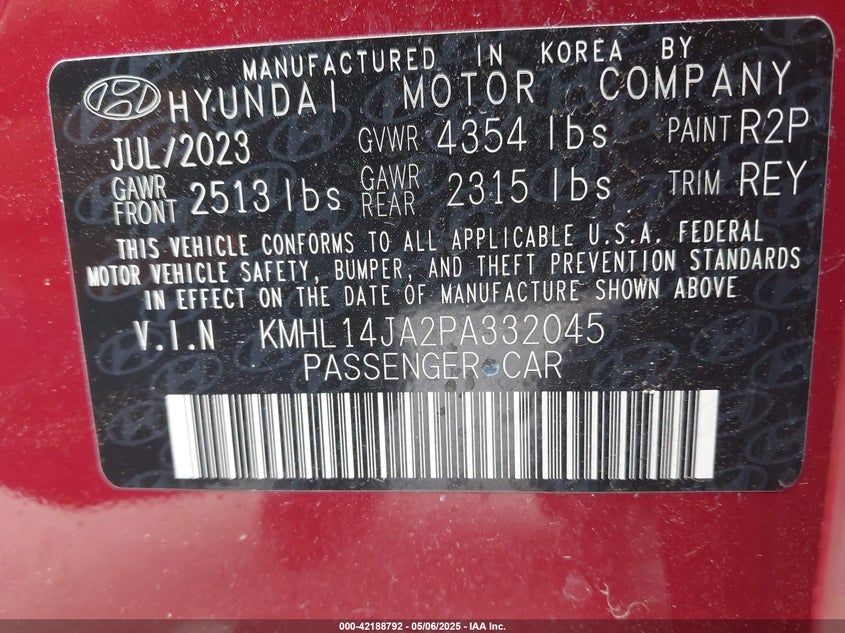 MANUFACTURED IN KOREA BY
HYUNDAI MOTOR COMPANY
JUL/2023 GVWR 4354 lbs PAINT R2P
GAWR FRONT 2513 lbs GAWR REAR 2315 lbs TRIM REY
THIS VEHICLE CONFORMS TO ALL APPLICABLE U.S.A. FEDERAL
MOTOR VEHICLE SAFETY, BUMPER, AND THEFT PREVENTION STANDARDS
IN EFFECT ON THE DATE OF MANUFACTURE SHOWN ABOVE
V.I.N KMHL14JA2PA332045
PASSENGER CAR
000-42188792 - 05/06/2025 - IAA Inc.